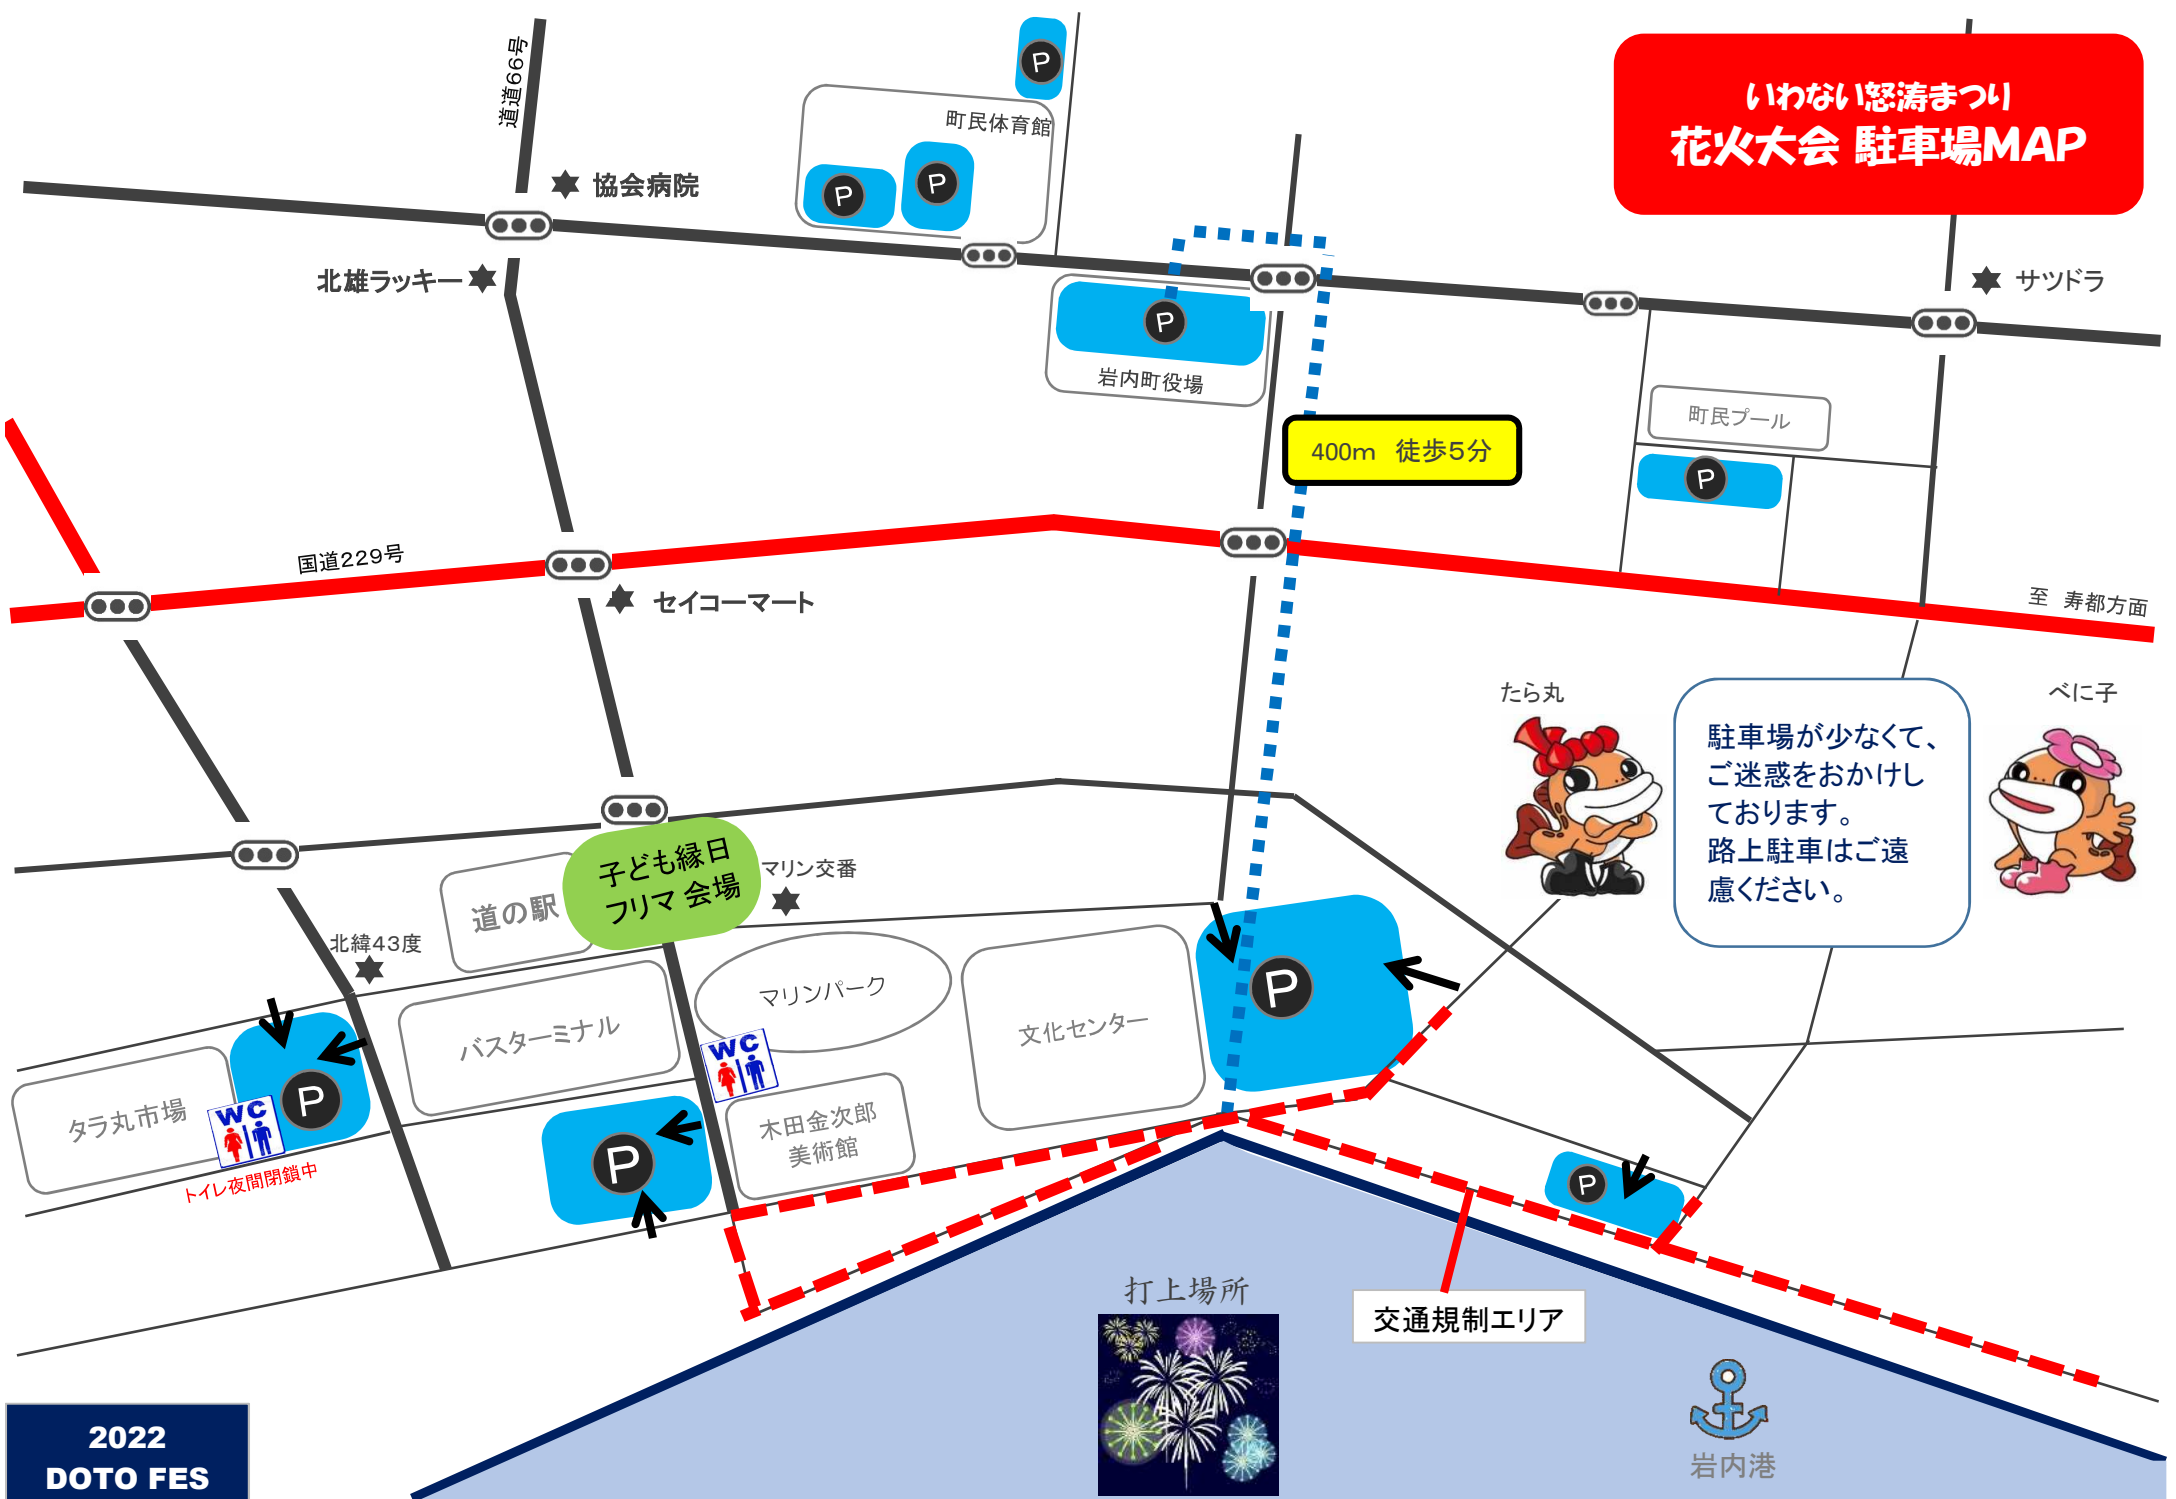 いわない怒涛まつり
花火大会 駐車場MAP
道道66号
P
町民体育館
P
P
協会病院
北雄ラッキー
サツドラ
P
岩内町役場
町民プール
400m 徒歩5分
P
国道229号
セイコーマート
至 寿都方面
たら丸
べに子
駐車場が少なくて、
ご迷惑をおかけし
ております。
路上駐車はご遠
慮ください。
子ども縁日
フリマ 会場
マリン交番
道の駅
北緯43度
マリンパーク
P
バスターミナル
文化センター
WC
タラ丸市場
WC
P
トイレ夜間閉鎖中
P
木田金次郎
美術館
P
打上場所
交通規制エリア
岩内港
2022
DOTO FES